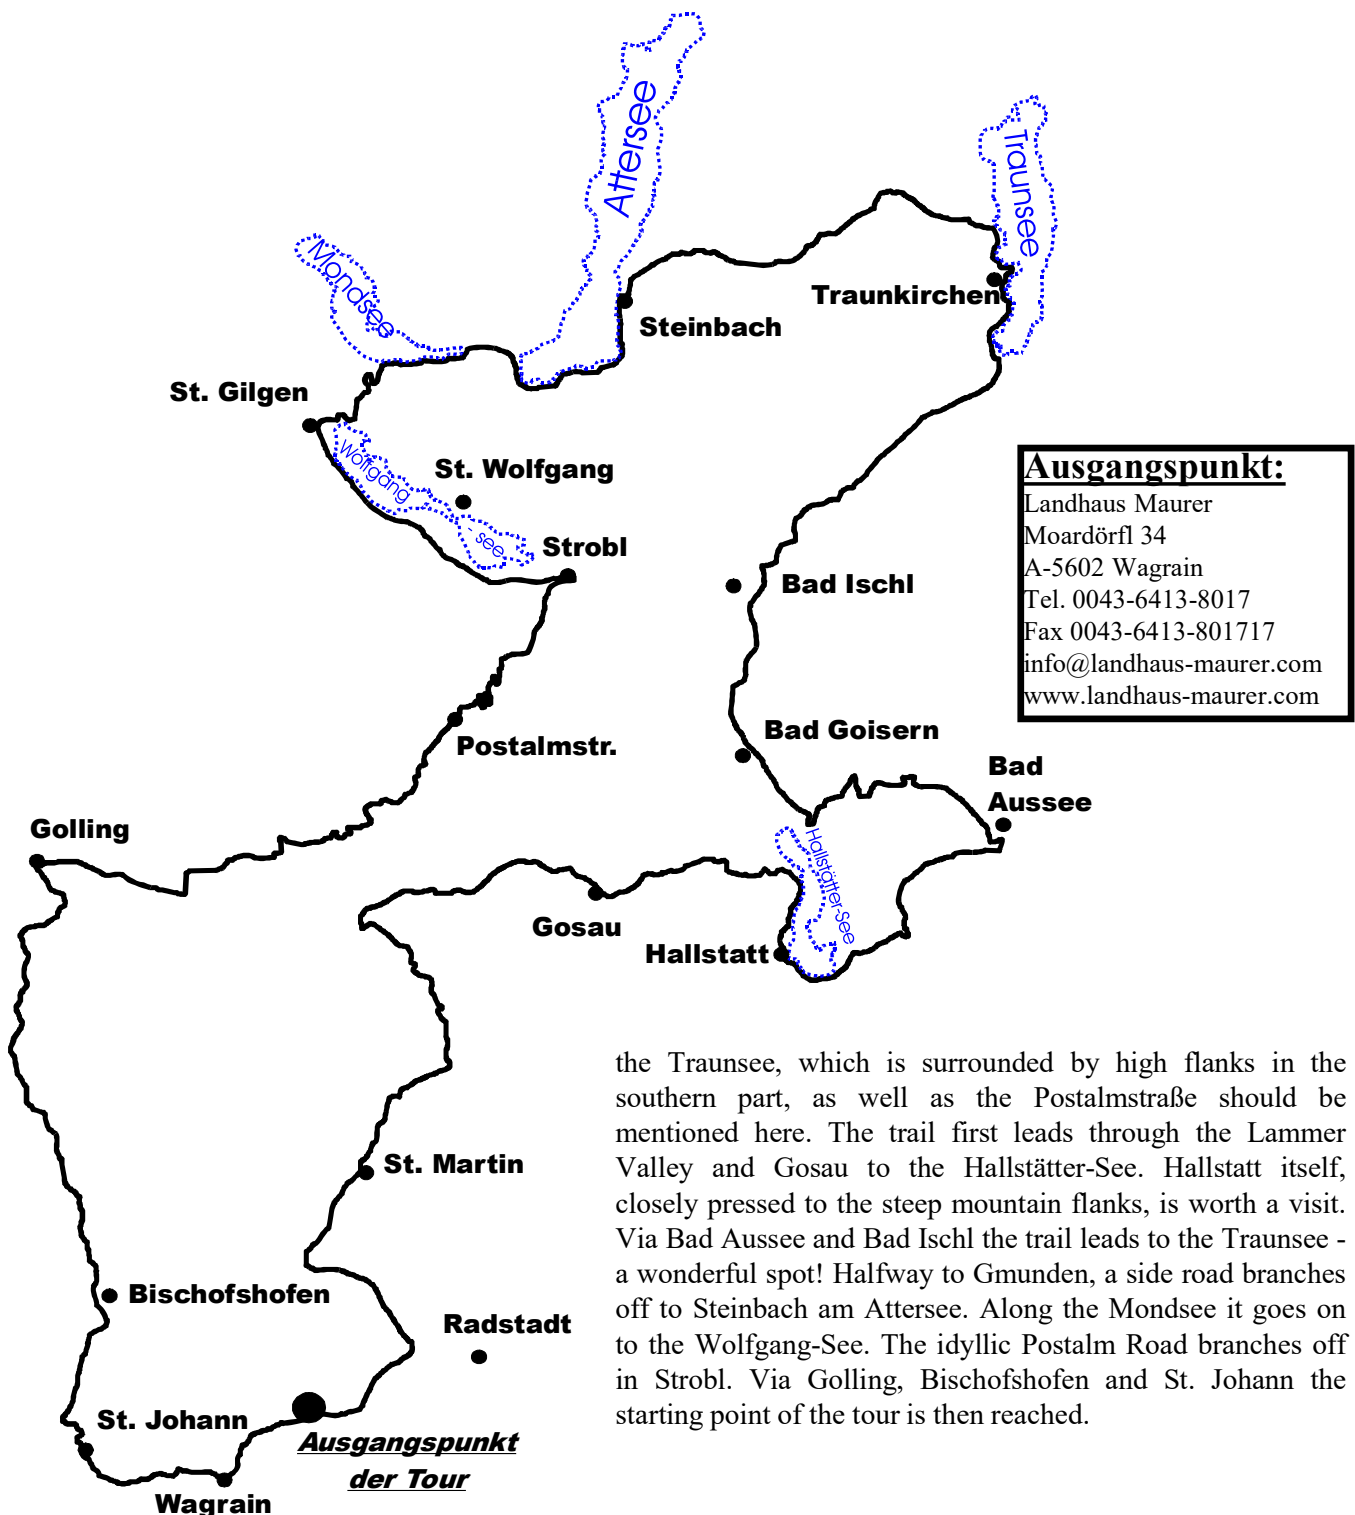 Attersee
Traunsee
Mondsee
Traunkirchen
Steinbach
St. Gilgen
Wolfgang
- see
St. Wolfgang
Strobl
Bad Ischl
Ausgangspunkt:
Landhaus Maurer
Moardörfl 34
A-5602 Wagrain
Tel. 0043-6413-8017
Fax 0043-6413-801717
info@landhaus-maurer.com
www.landhaus-maurer.com
Postalmstr.
Bad Goisern
Bad
Aussee
Golling
Hallstätter-See
Gosau
Hallstatt
St. Martin
Bischofshofen
Radstadt
St. Johann
Ausgangspunkt
der Tour
Wagrain
the Traunsee, which is surrounded by high flanks in the
southern part, as well as the Postalmstraße should be
mentioned here. The trail first leads through the Lammer
Valley and Gosau to the Hallstätter-See. Hallstatt itself,
closely pressed to the steep mountain flanks, is worth a visit.
Via Bad Aussee and Bad Ischl the trail leads to the Traunsee -
a wonderful spot! Halfway to Gmunden, a side road branches
off to Steinbach am Attersee. Along the Mondsee it goes on
to the Wolfgang-See. The idyllic Postalm Road branches off
in Strobl. Via Golling, Bischofshofen and St. Johann the
starting point of the tour is then reached.